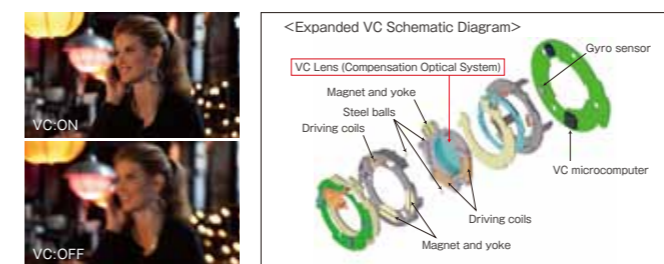 VC:ON
VC:OFF
<Expanded VC Schematic Diagram>
Gyro sensor
VC Lens (Compensation Optical System)
Magnet and yoke
Steel balls
Driving coils
VC microcomputer
Driving coils
Magnet and yoke